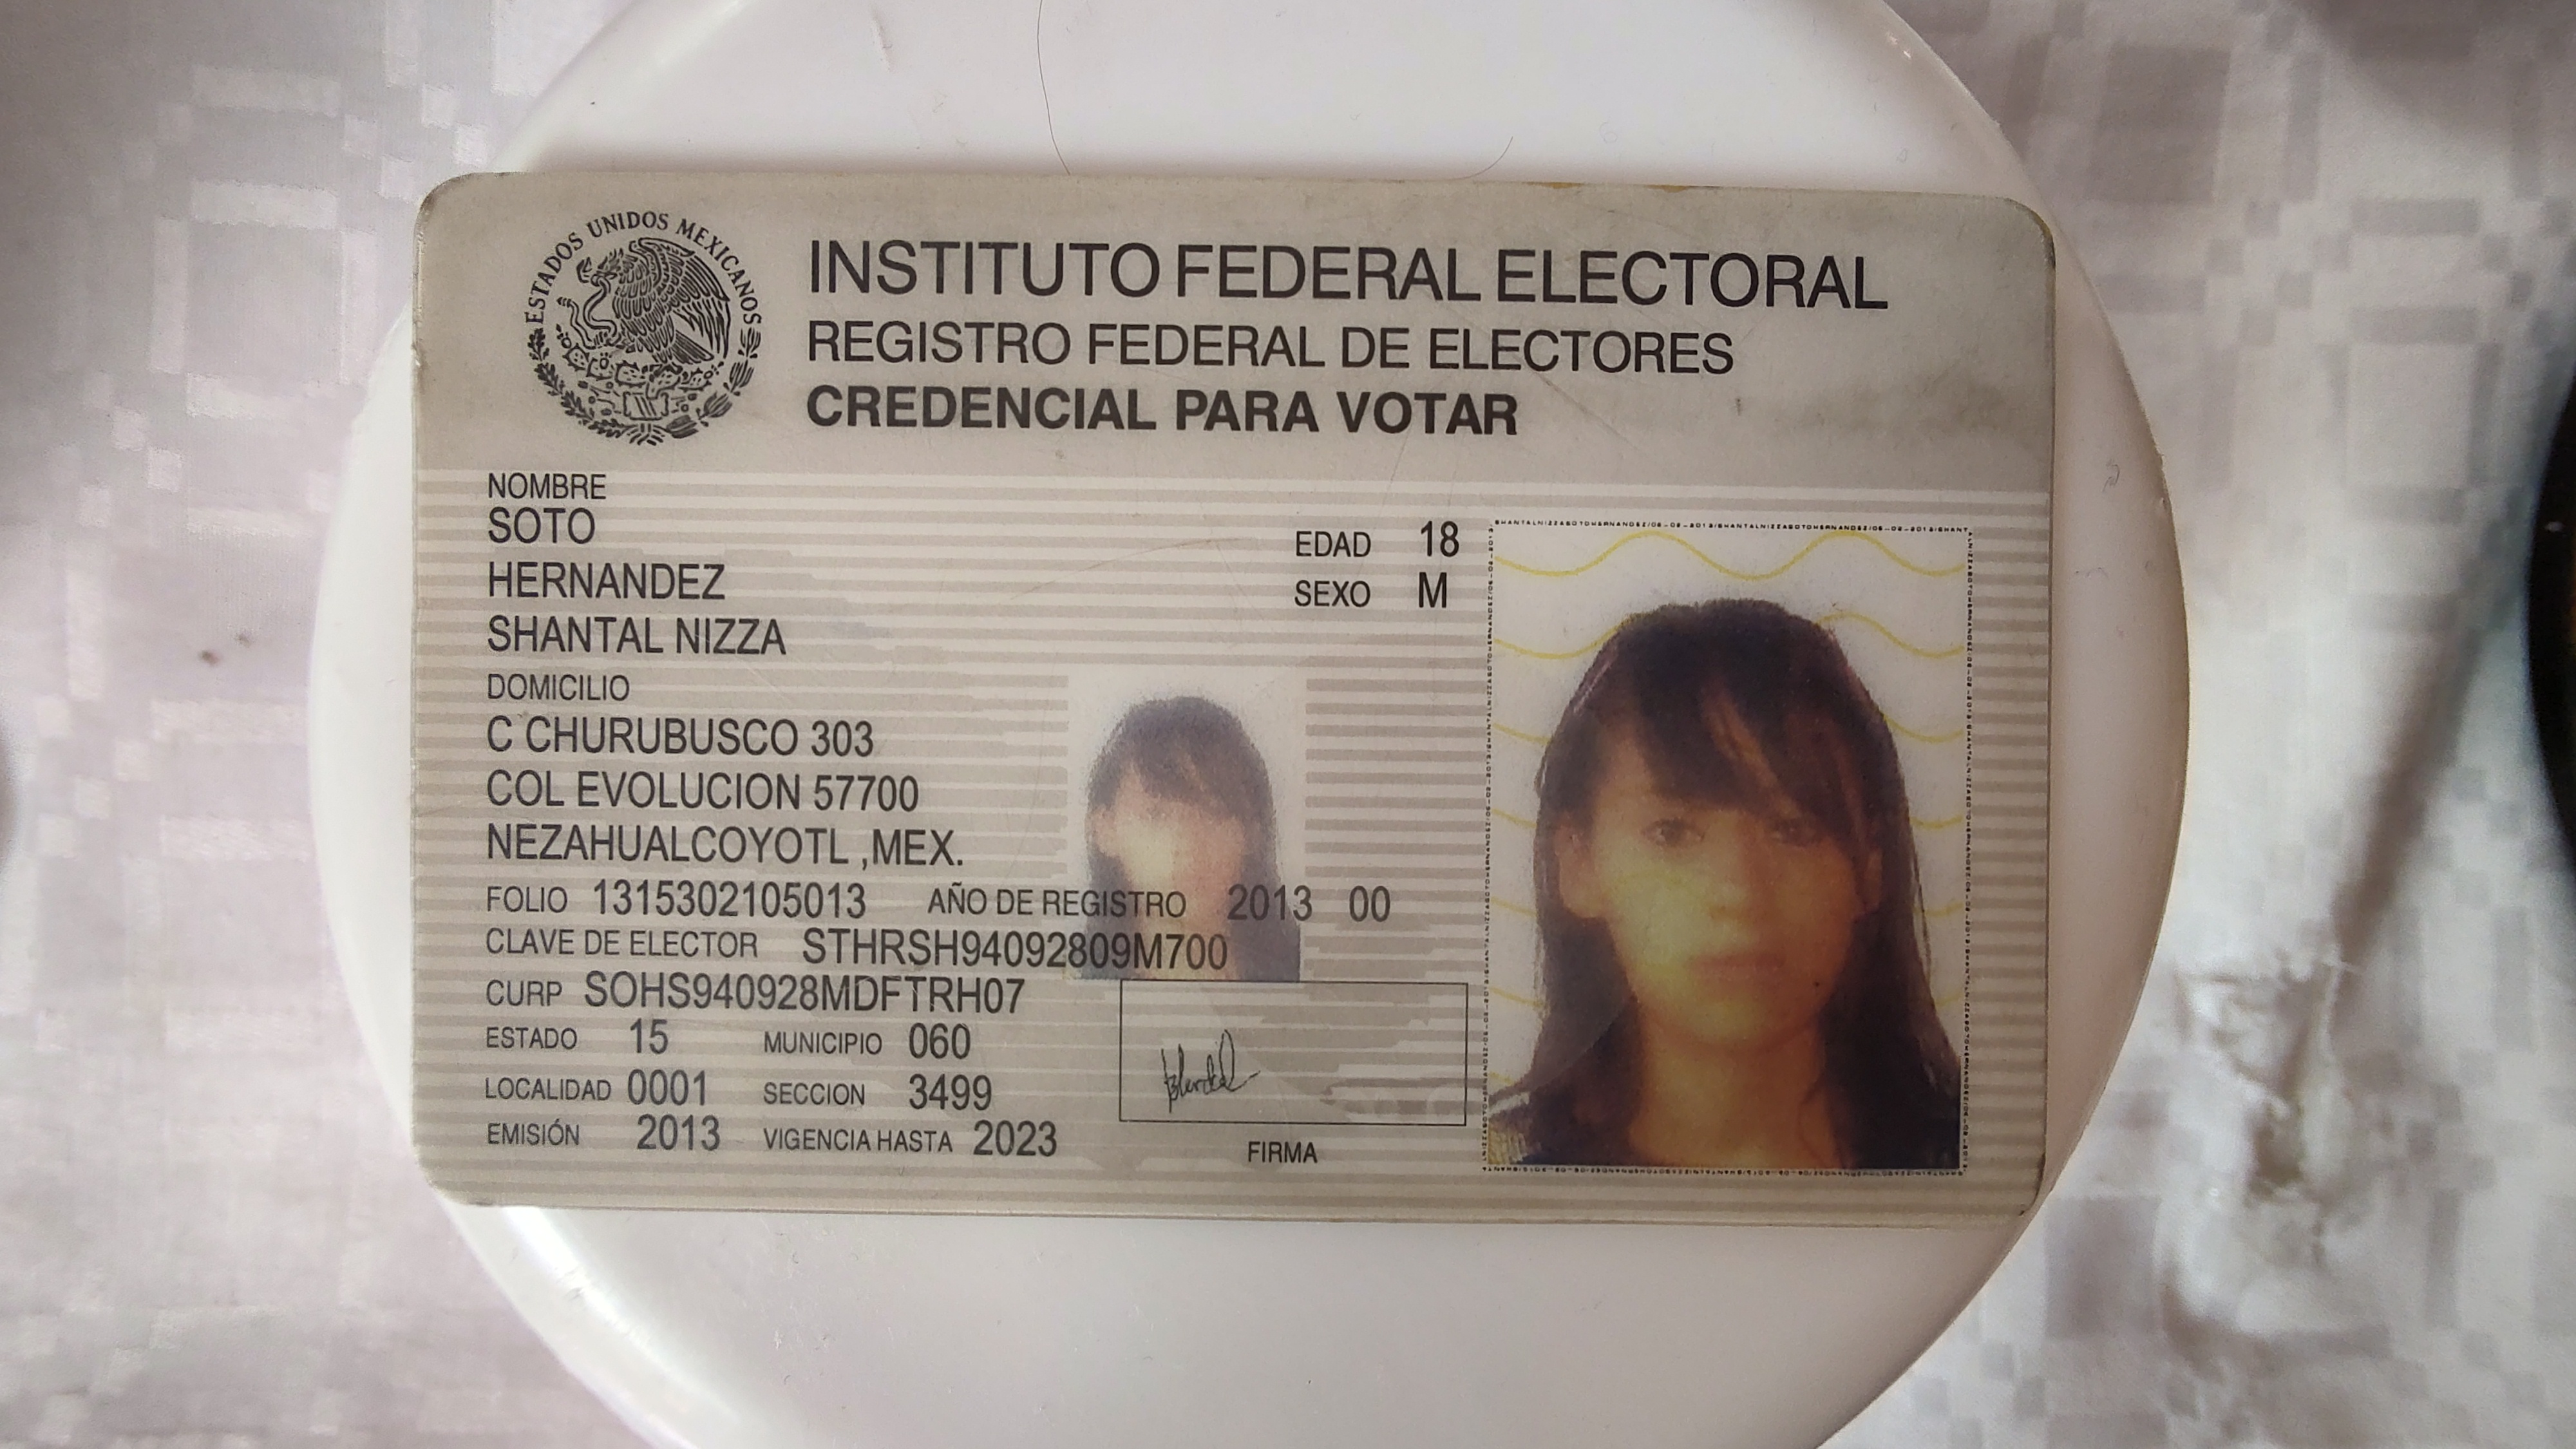 ESTADOS UNIDOS MEXICANOS
INSTITUTO FEDERAL ELECTORAL
REGISTRO FEDERAL DE ELECTORES
CREDENCIAL PARA VOTAR
NOMBRE
SOTO
HERNANDEZ
SHANTAL NIZZA
EDAD 18
SEXO M
DOMICILIO
C CHURUBUSCO 303
COL EVOLUCION 57700
NEZAHUALCOYOTL ,MEX.
FOLIO 1315302105013 AÑO DE REGISTRO 2013 00
CLAVE DE ELECTOR STHRSH94092809M700
CURP SOHS940928MDFTRH07
ESTADO 15 MUNICIPIO 060
LOCALIDAD 0001 SECCION 3499
EMISIÓN 2013 VIGENCIA HASTA 2023
FIRMA